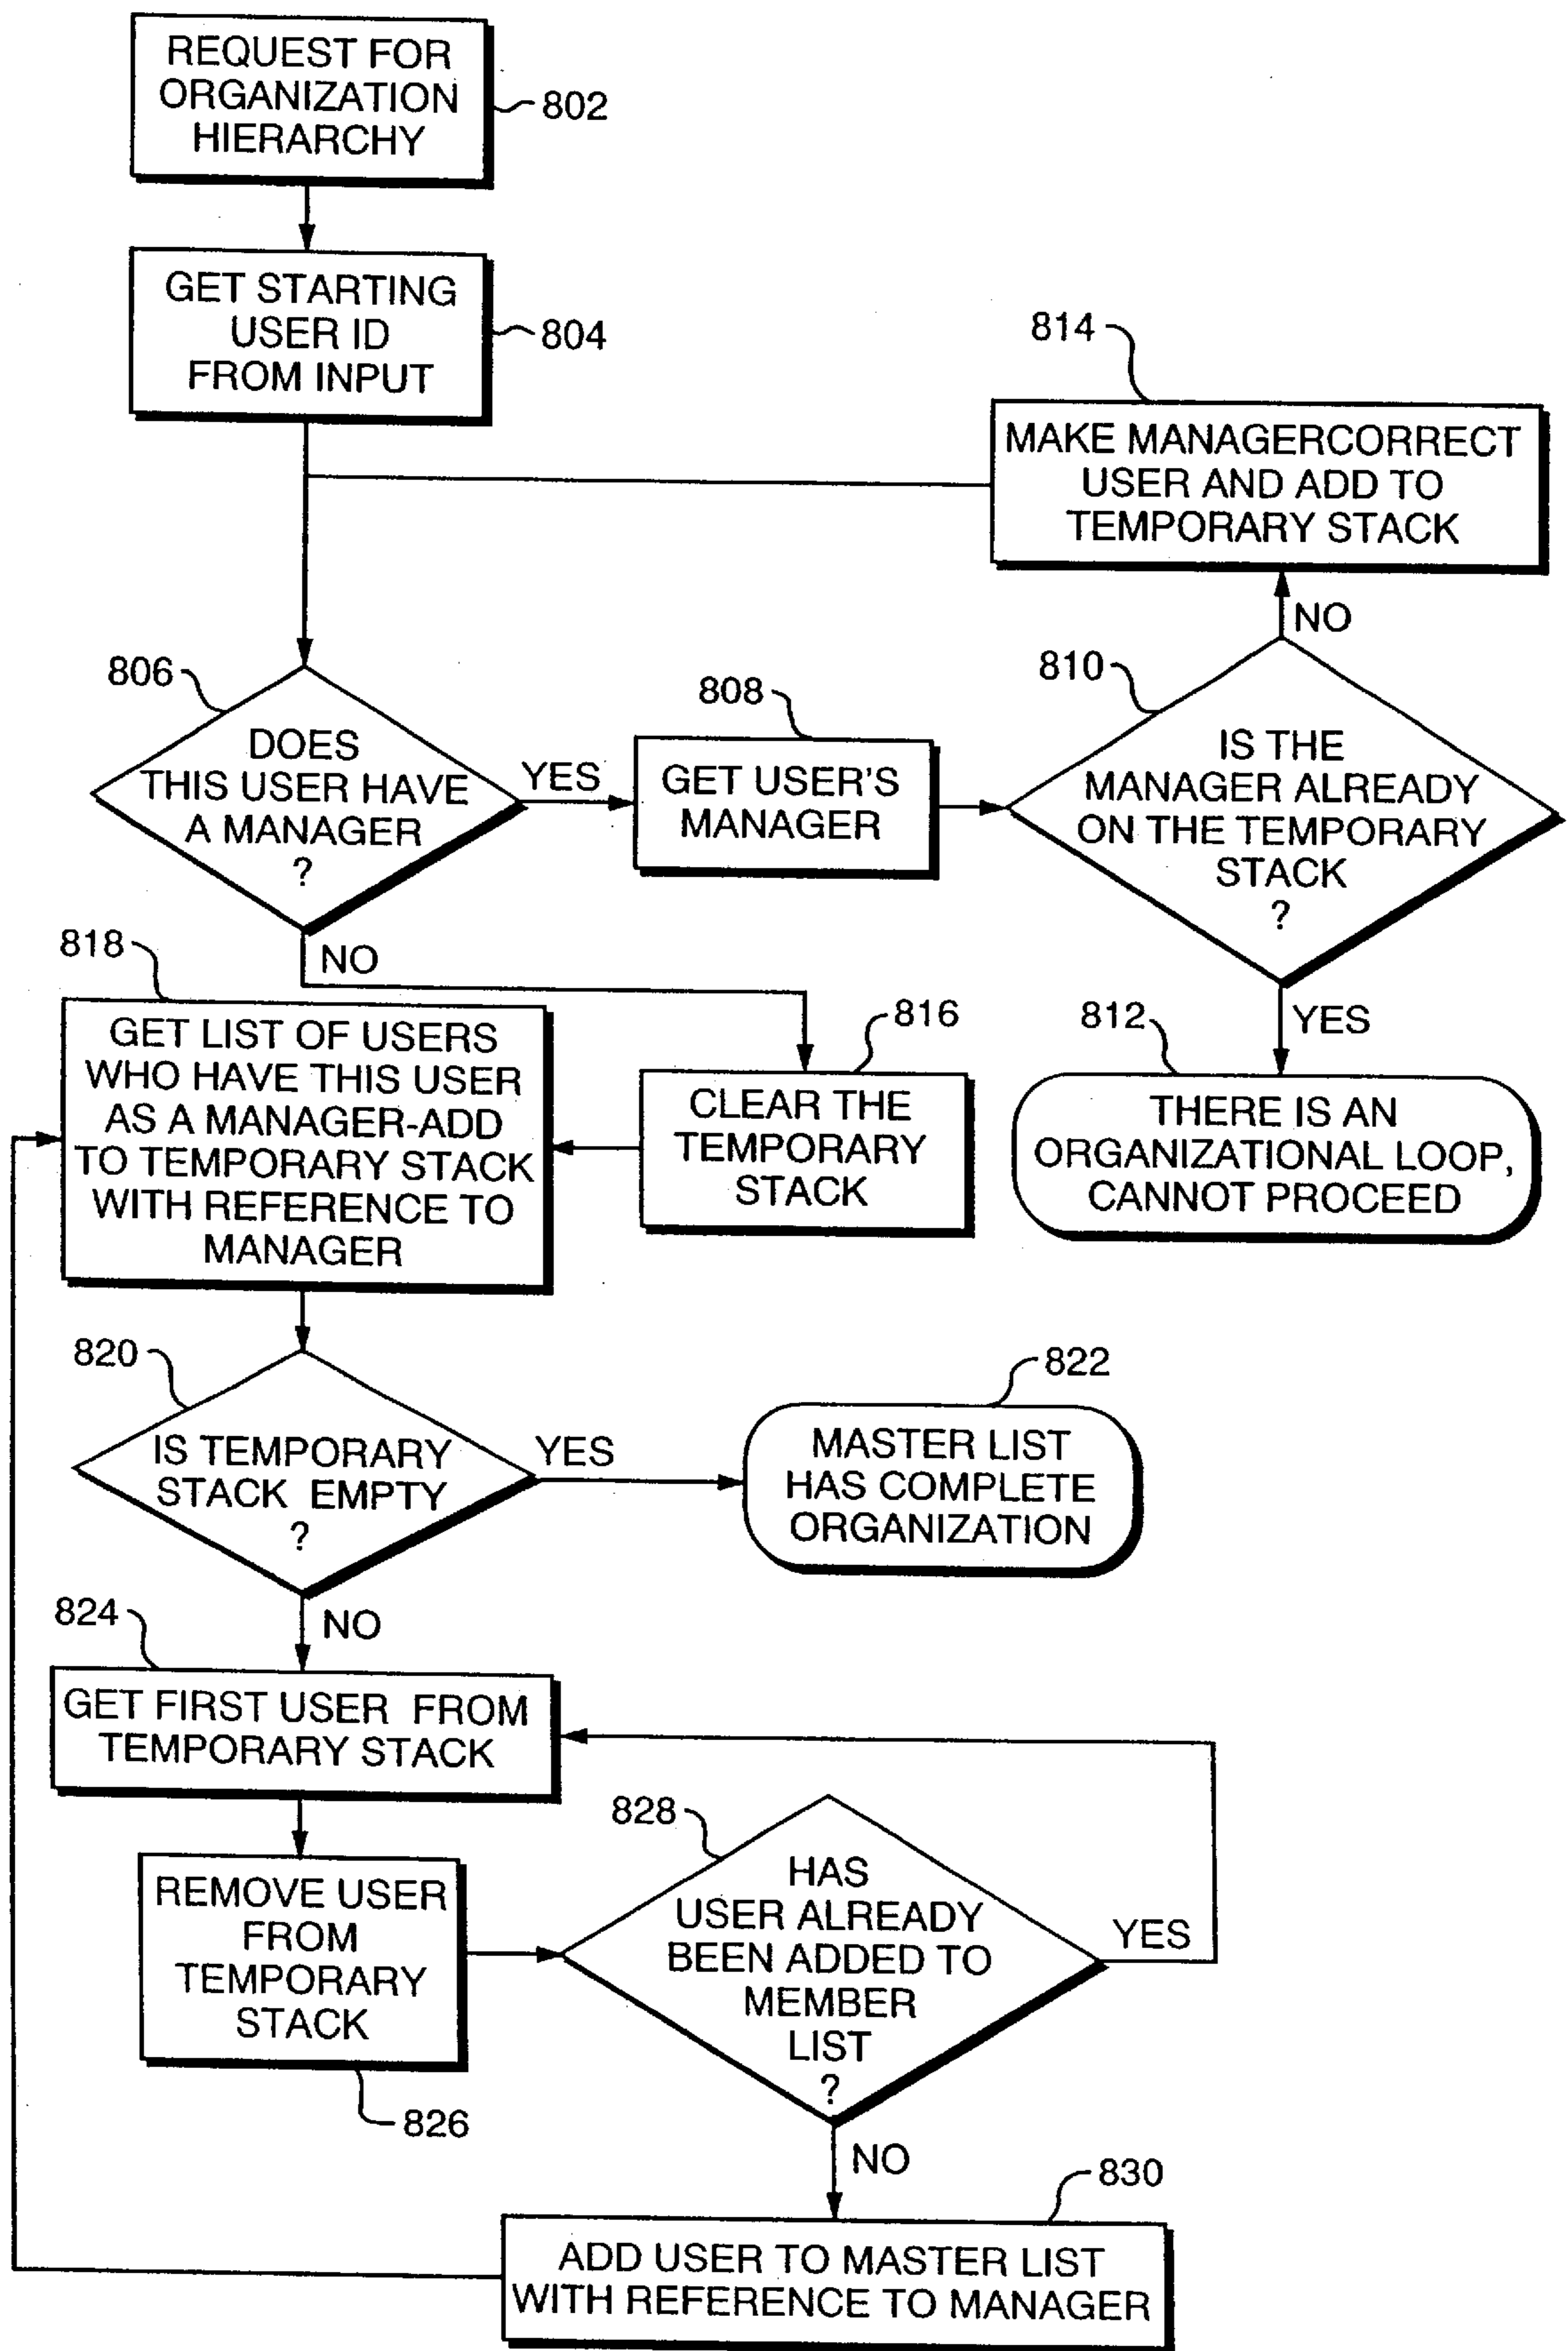 REQUEST FOR
ORGANIZATION
HIERARCHY
802
GET STARTING
USER ID
FROM INPUT
804
814
MAKE MANAGERCORRECT
USER AND ADD TO
TEMPORARY STACK
NO
806
DOES
THIS USER HAVE
A MANAGER
?
YES
808
GET USER'S
MANAGER
810
IS THE
MANAGER ALREADY
ON THE TEMPORARY
STACK
?
NO
YES
818
GET LIST OF USERS
WHO HAVE THIS USER
AS A MANAGER-ADD
TO TEMPORARY STACK
WITH REFERENCE TO
MANAGER
816
CLEAR THE
TEMPORARY
STACK
812
THERE IS AN
ORGANIZATIONAL LOOP,
CANNOT PROCEED
820
IS TEMPORARY
STACK EMPTY
?
YES
822
MASTER LIST
HAS COMPLETE
ORGANIZATION
NO
824
GET FIRST USER FROM
TEMPORARY STACK
REMOVE USER
FROM
TEMPORARY
STACK
826
828
HAS
USER ALREADY
BEEN ADDED TO
MEMBER
LIST
?
YES
NO
830
ADD USER TO MASTER LIST
WITH REFERENCE TO MANAGER